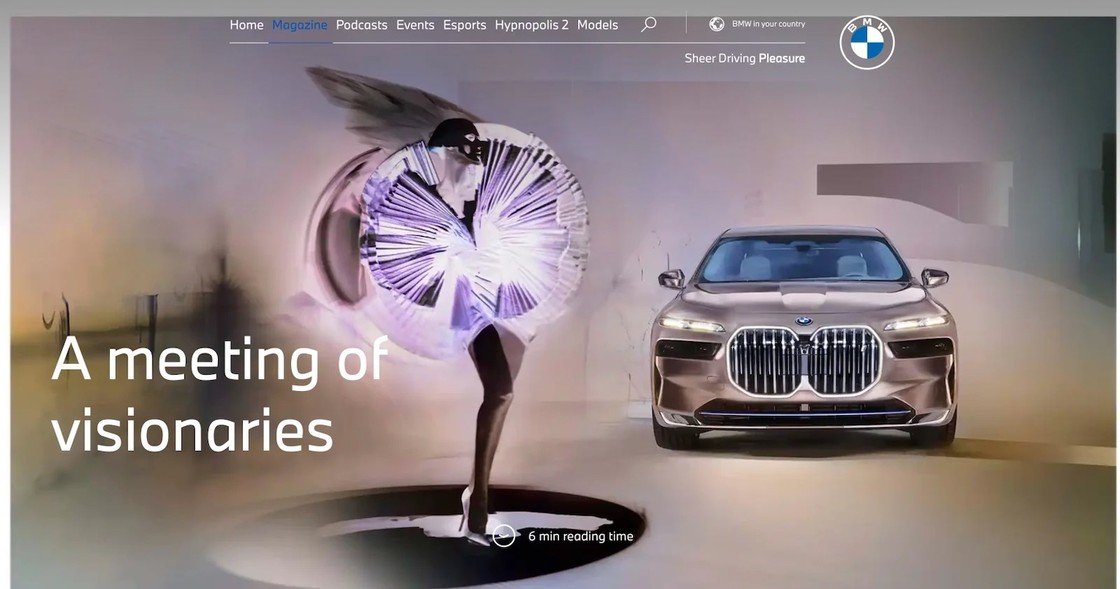 Home Magazine Podcasts Events Esports Hypnopolis 2 Models
BMW in your country
BMW
Sheer Driving Pleasure
A meeting of
visionaries
6 min reading time